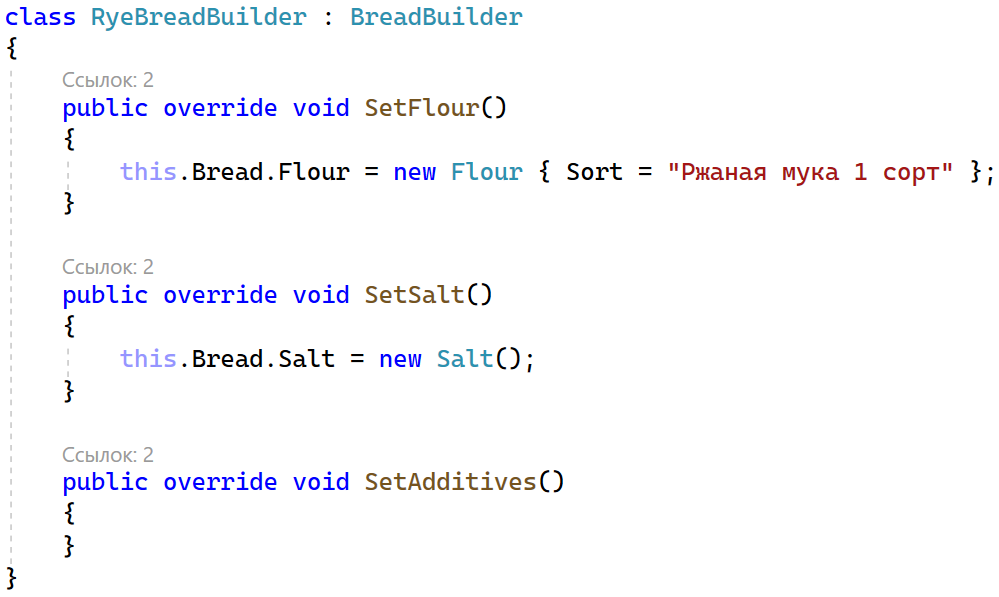 class RyeBreadBuilder : BreadBuilder
{
Ссылок: 2
public override void SetFlour()
{
this.Bread.Flour = new Flour { Sort = "Ржаная мука 1 сорт" };
}
Ссылок: 2
public override void SetSalt()
{
this.Bread.Salt = new Salt();
}
Ссылок: 2
public override void SetAdditives()
{
}
}